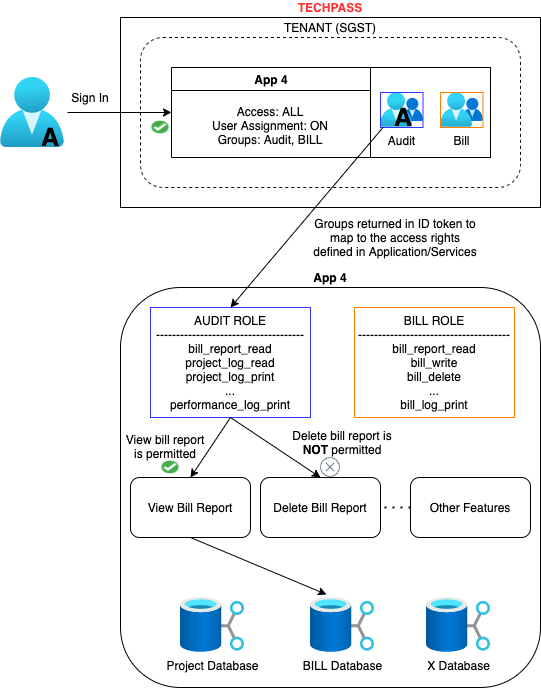 TECHPASS
TENANT (SGST)
App 4
Sign In
Access: ALL
User Assignment: ON
Groups: Audit, BILL
A
A
Audit
Bill
Groups returned in ID token to
map to the access rights
defined in Application/Services
App 4
AUDIT ROLE
------------------------------------
bill_report_read
project_log_read
project_log_print
...
performance_log_print
BILL ROLE
------------------------------------
bill_report_read
bill_write
bill_delete
...
bill_log_print
View bill report
is permitted
Delete bill report is
NOT permitted
View Bill Report
Delete Bill Report
Other Features
Project Database
BILL Database
X Database